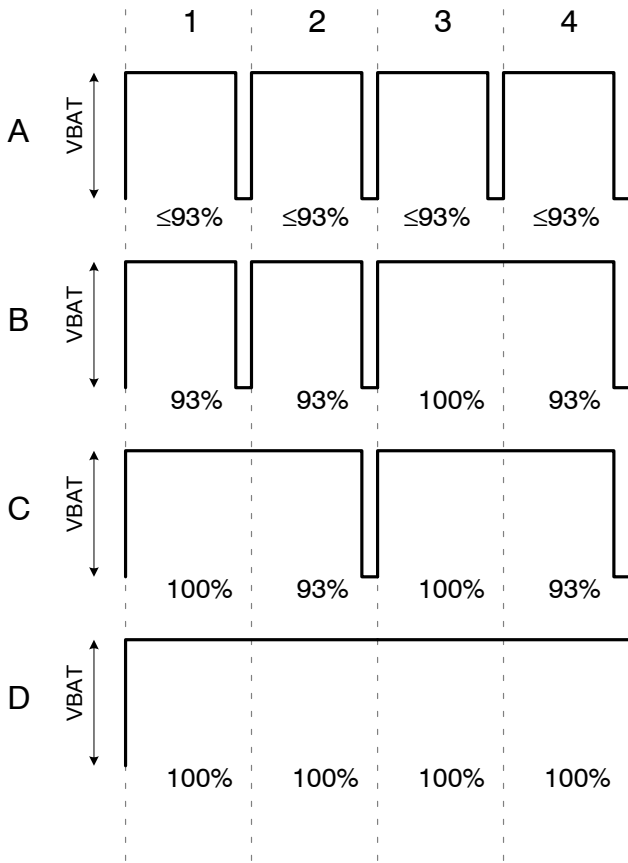 1 2 3 4
A VBAT
≤93% ≤93% ≤93% ≤93%
B VBAT
93% 93% 100% 93%
C VBAT
100% 93% 100% 93%
D VBAT
100% 100% 100% 100%